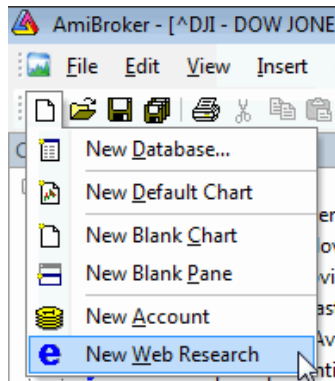 AmiBroker - [^DJI - DOW JONE
File Edit View Insert
New Database...
New Default Chart
New Blank Chart
New Blank Pane
New Account
New Web Research